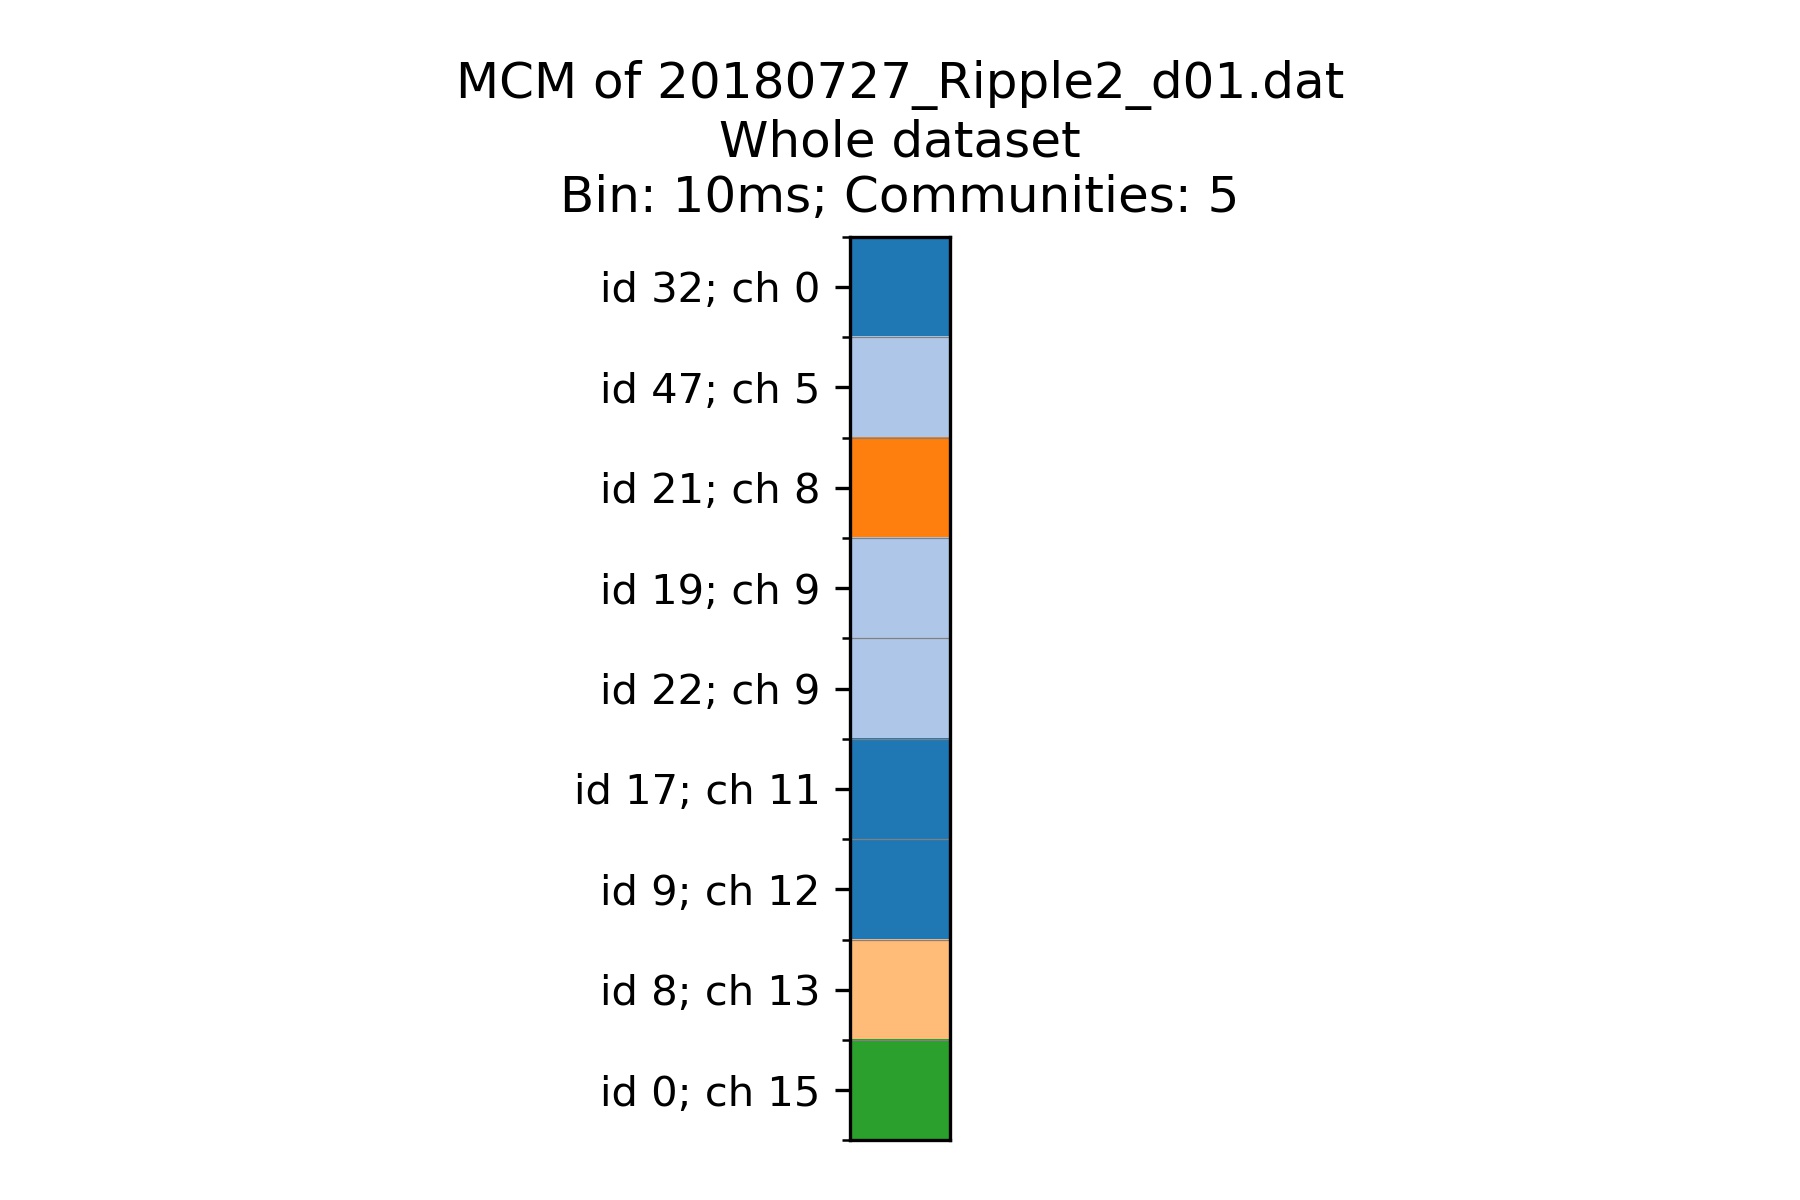 MCM of 20180727_Ripple2_d01.dat
Whole dataset
Bin: 10ms; Communities: 5
id 32; ch 0
id 47; ch 5
id 21; ch 8
id 19; ch 9
id 22; ch 9
id 17; ch 11
id 9; ch 12
id 8; ch 13
id 0; ch 15